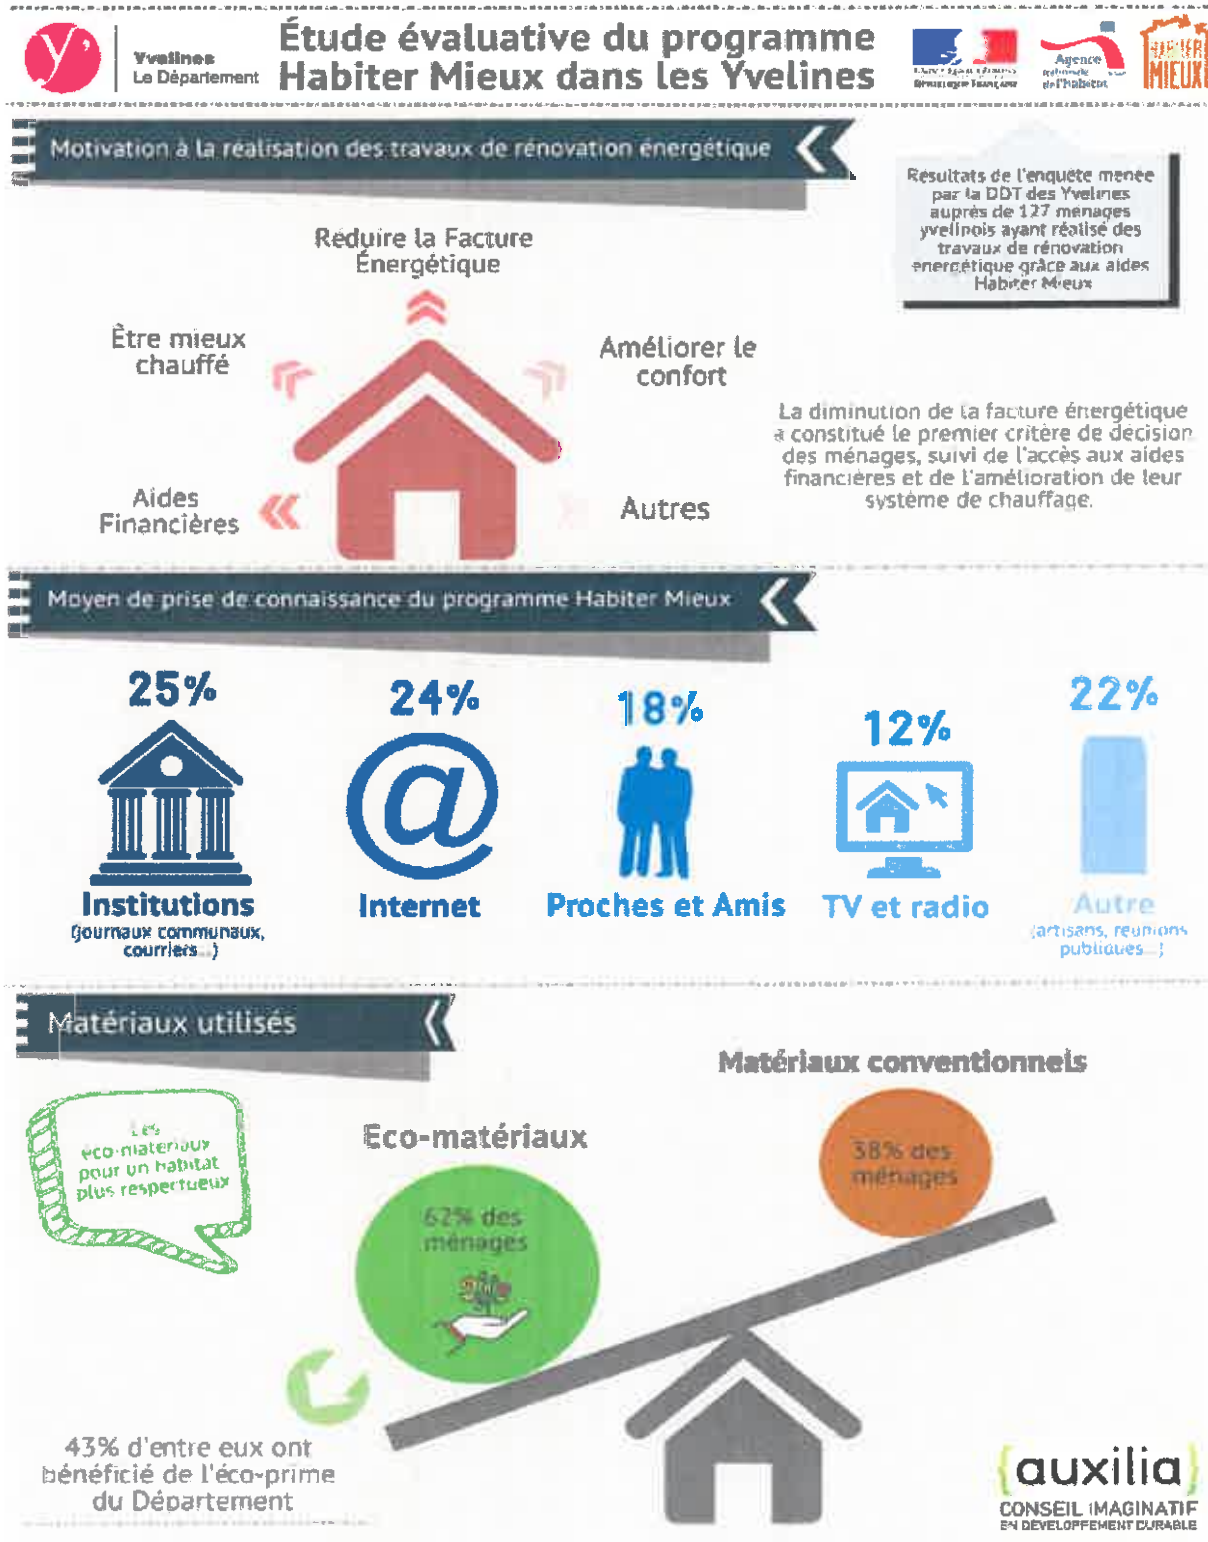 Yvelines
Le Département
Étude évaluative du programme
Habiter Mieux dans les Yvelines
Agence
nationale
de l'habitat
HABITER
MIEUX
Motivation à la réalisation des travaux de rénovation énergétique
Résultats de l'enquête menée
par la DDT des Yvelines
auprès de 127 ménages
yvelinois ayant réalisé des
travaux de rénovation
énergétique grâce aux aides
Habiter Mieux
Réduire la Facture
Énergétique
Être mieux
chauffé
Améliorer le
confort
Aides
Financières
Autres
La diminution de la facture énergétique
a constitué le premier critère de décision
des ménages, suivi de l'accès aux aides
financières et de l'amélioration de leur
système de chauffage.
Moyen de prise de connaissance du programme Habiter Mieux
25%
24%
18%
12%
22%
Institutions
(journaux communaux,
courriers...)
Internet
Proches et Amis
TV et radio
Autre
(artisans, réunions
publiques...)
Matériaux utilisés
Les
éco-matériaux
pour un habitat
plus respectueux
Eco-matériaux
62% des
ménages
Matériaux conventionnels
38% des
ménages
43% d'entre eux ont
bénéficié de l'éco-prime
du Département
{auxilia}
CONSEIL IMAGINATIF
EN DÉVELOPPEMENT DURABLE